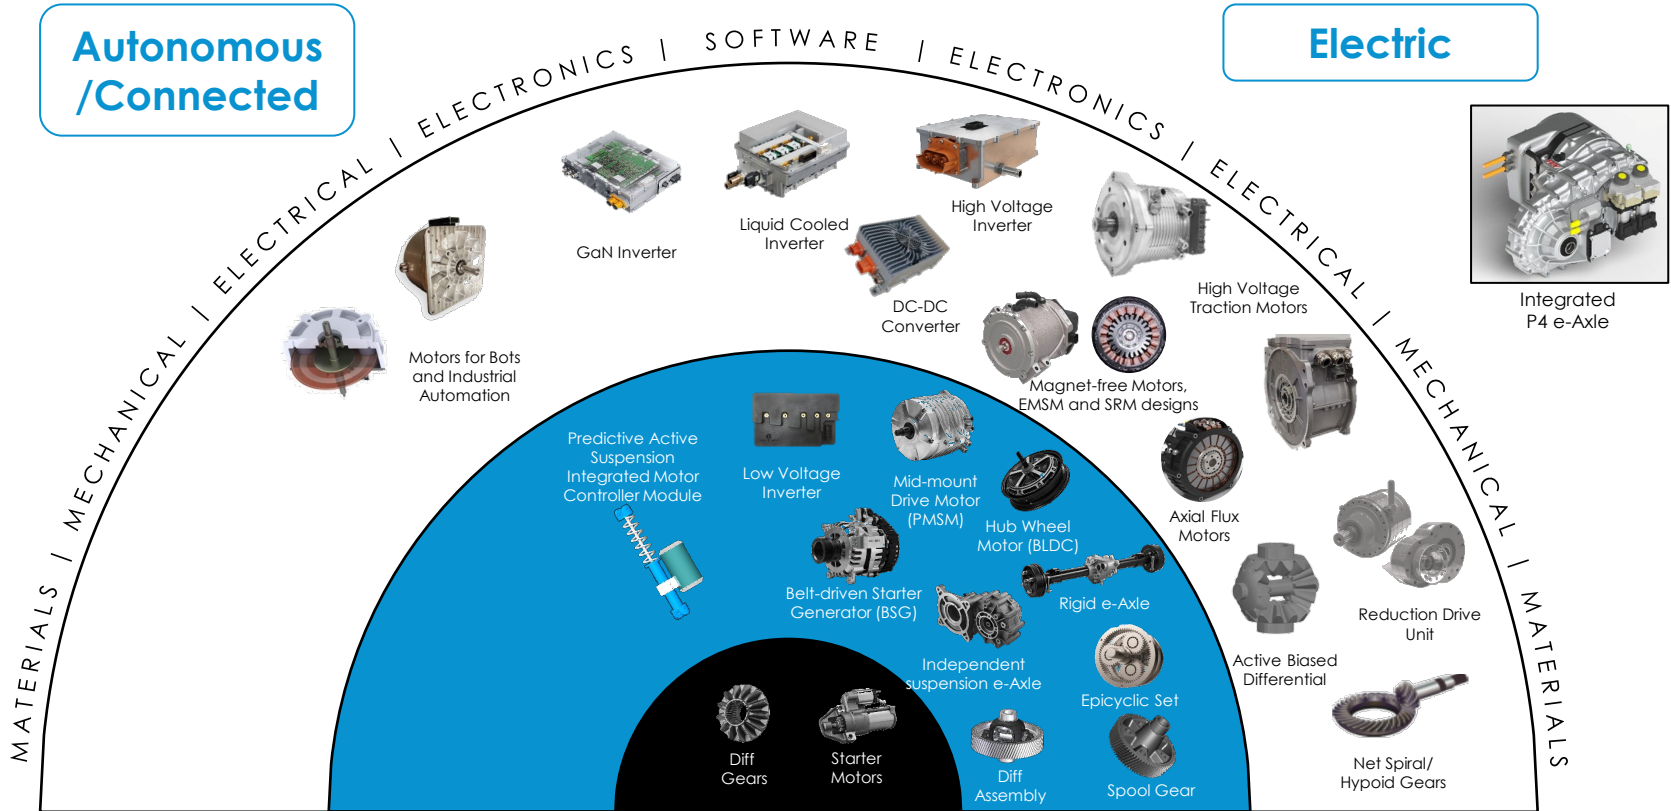 Autonomous
/Connected
Electric
MATERIALS | MECHANICAL | ELECTRICAL | ELECTRONICS | SOFTWARE | ELECTRONICS | ELECTRICAL | MECHANICAL | MATERIALS
GaN Inverter
Liquid Cooled
Inverter
High Voltage
Inverter
DC-DC
Converter
High Voltage
Traction Motors
Integrated
P4 e-Axle
Motors for Bots
and Industrial
Automation
Magnet-free Motors,
EMSM and SRM designs
Predictive Active
Suspension
Integrated Motor
Controller Module
Low Voltage
Inverter
Mid-mount
Drive Motor
(PMSM)
Hub Wheel
Motor (BLDC)
Axial Flux
Motors
Belt-driven Starter
Generator (BSG)
Rigid e-Axle
Reduction Drive
Unit
Independent
suspension e-Axle
Epicyclic Set
Active Biased
Differential
Diff
Gears
Starter
Motors
Diff
Assembly
Spool Gear
Net Spiral/
Hypoid Gears